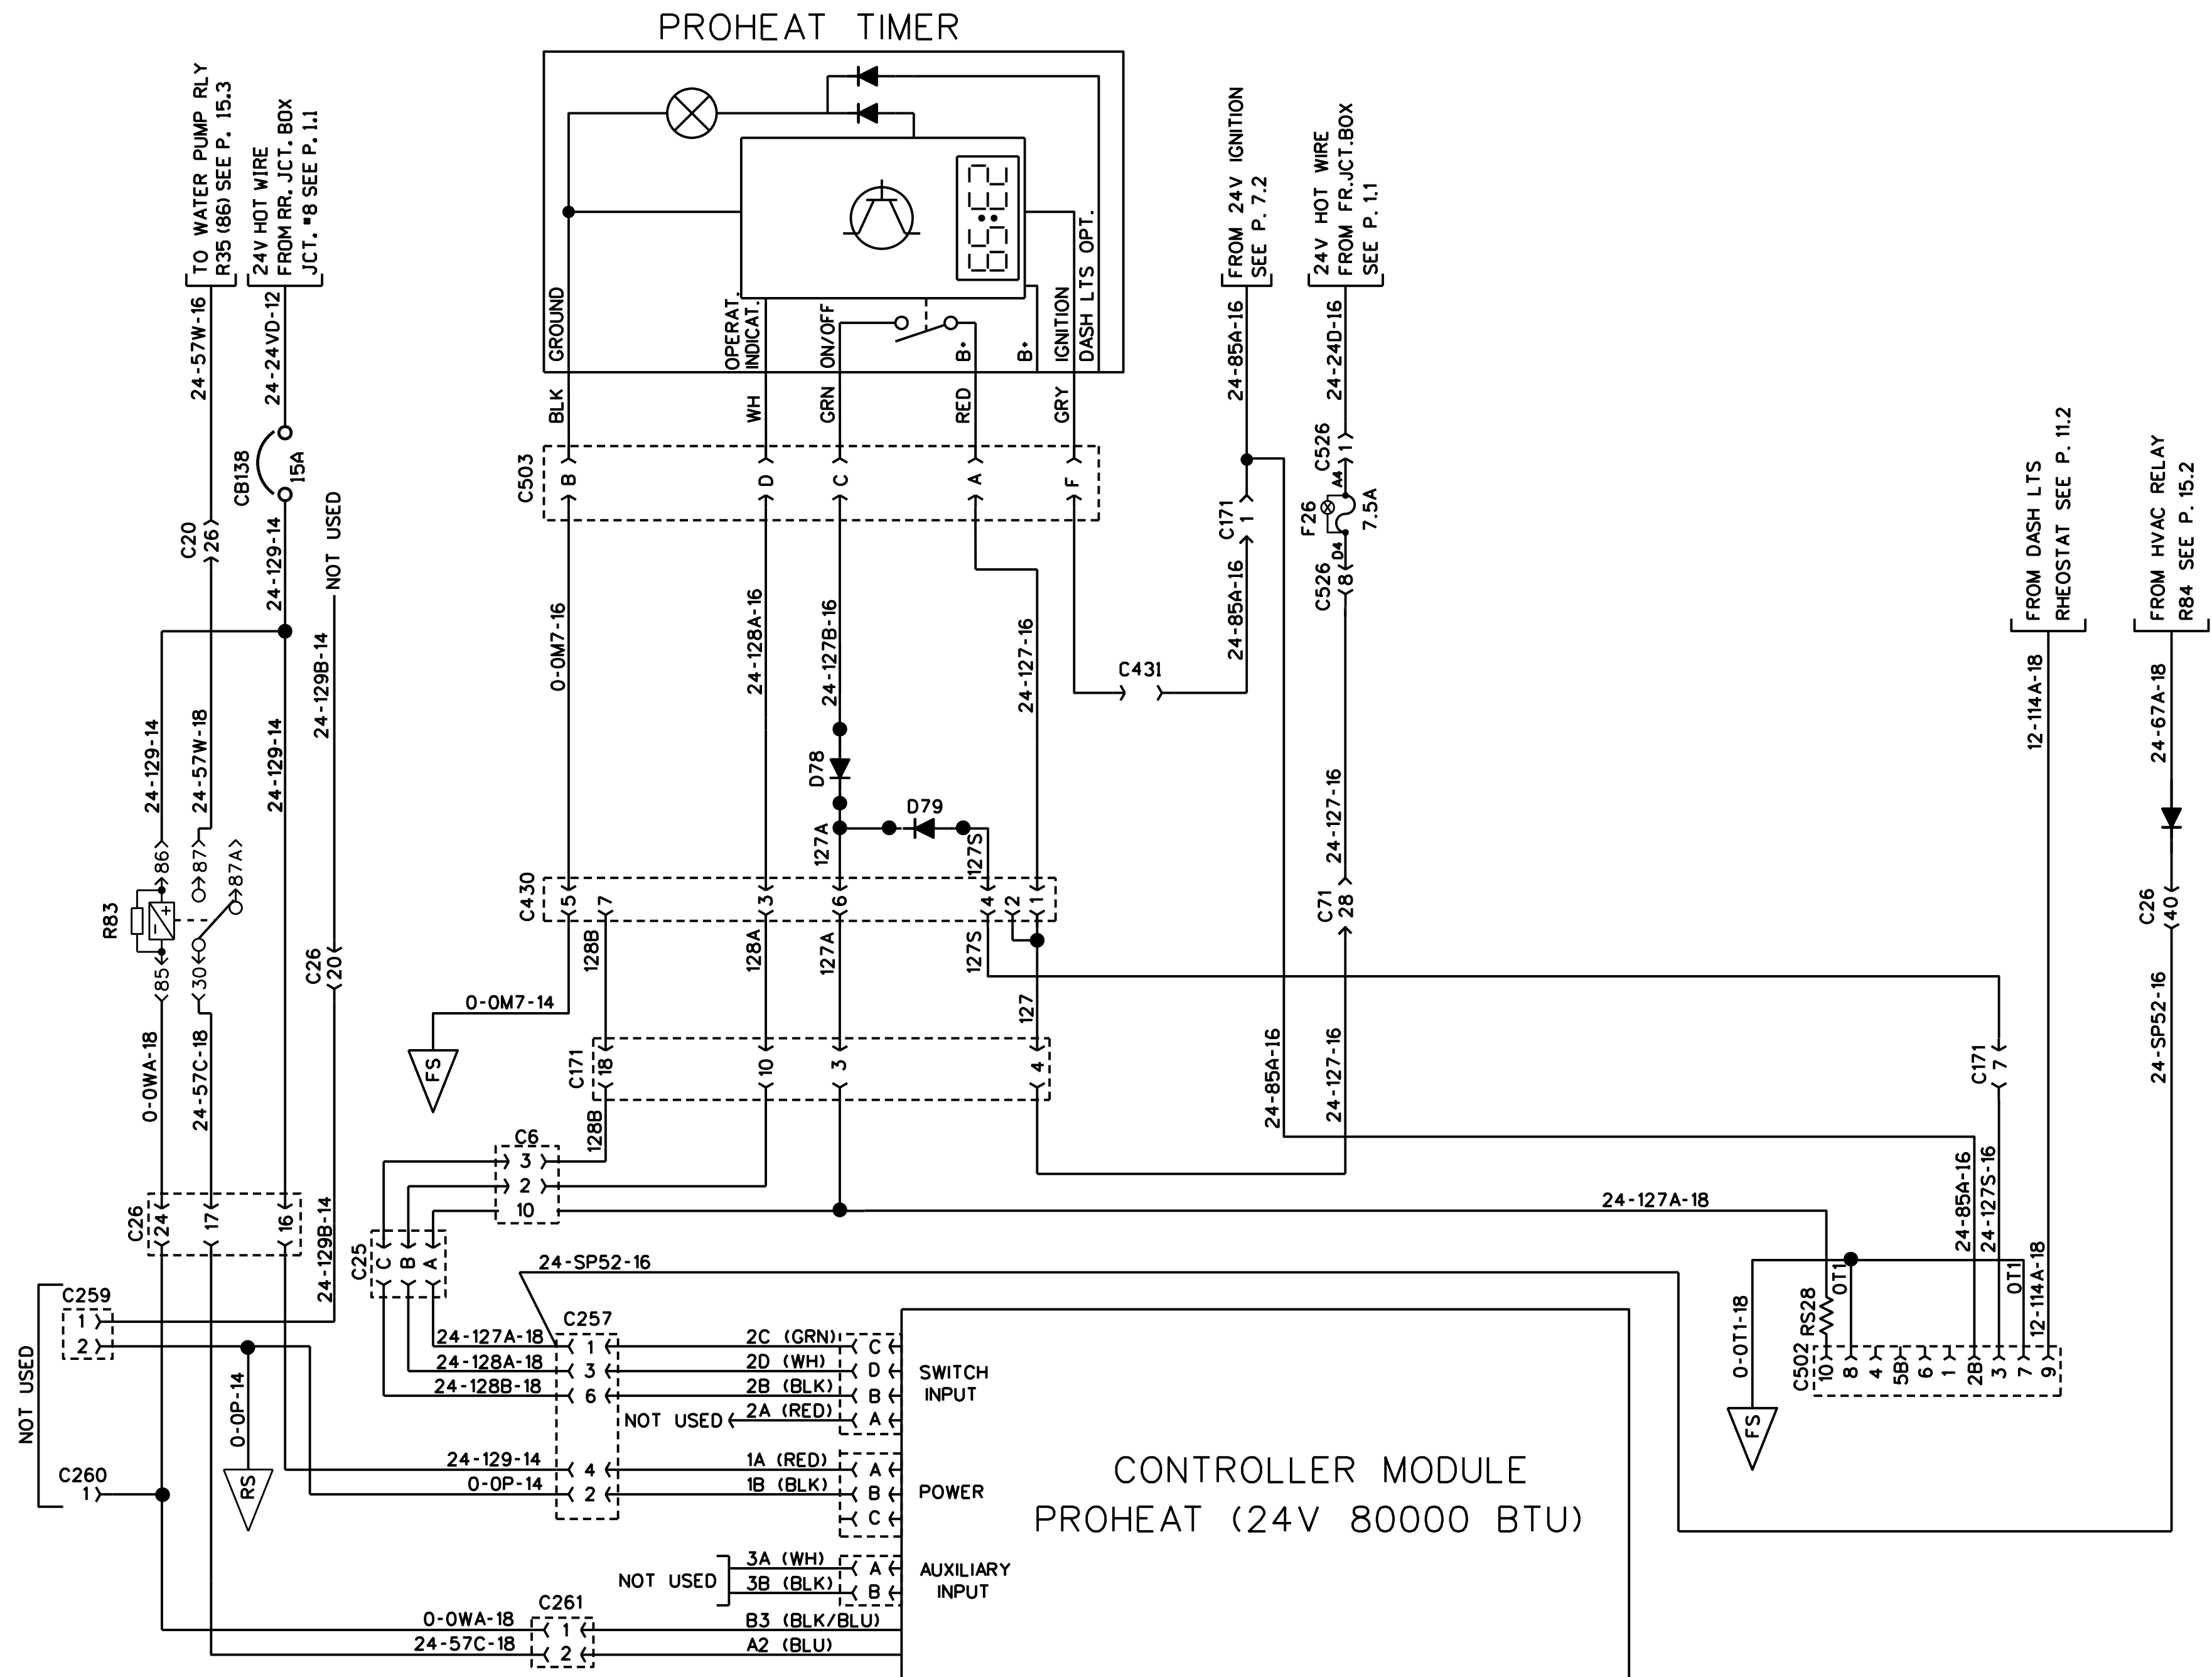 PROHEAT TIMER
TO WATER PUMP RLY
R35 (86) SEE P. 15.3
24V HOT WIRE
FROM RR. JCT. BOX
JCT. #8 SEE P. 1.1
24-57W-16
24-24VD-12
CB138
15A
C20
26
24-129-14
NOT USED
24-129B-14
24-129-14
24-57W-18
24-129-14
86
87
87A
R83
85
30
C26
20
0-0WA-18
24-57C-18
24-129B-14
C26
24
17
16
NOT USED
C259
1
2
0-0P-14
RS
C260
1
GROUND
OPERAT.
INDICAT.
ON/OFF
B+
B+
IGNITION
DASH LTS OPT.
BLK
WH
GRN
RED
GRY
C503
B
D
C
A
F
0-0M7-16
24-128A-16
24-127B-16
24-127-16
C431
D78
D79
127A
127S
C430
5
7
3
6
4
2
1
128B
128A
127A
127S
127
0-0M7-14
FS
C171
18
10
3
4
128B
C6
3
2
10
C25
C
B
A
FROM 24V IGNITION
SEE P. 7.2
24-85A-16
C171
1
24-85A-16
24V HOT WIRE
FROM FR.JCT.BOX
SEE P. 1.1
24-24D-16
C526
1
A4
F26
7.5A
D4
C526
8
24-127-16
C71
28
24-127-16
24-85A-16
FROM DASH LTS
RHEOSTAT SEE P. 11.2
12-114A-18
FROM HVAC RELAY
R84 SEE P. 15.2
24-67A-18
C26
40
24-SP52-16
C171
7
24-127A-18
24-85A-16
24-127S-16
0T1
0T1
12-114A-18
RS28
0-0T1-18
FS
C502
10
8
4
5B
6
1
2B
3
7
9
24-SP52-16
C257
24-127A-18
1
2C (GRN)
C
24-128A-18
3
2D (WH)
D
SWITCH
INPUT
24-128B-18
6
2B (BLK)
B
NOT USED
2A (RED)
A
24-129-14
4
1A (RED)
A
0-0P-14
2
1B (BLK)
B
POWER
C
CONTROLLER MODULE
PROHEAT (24V 80000 BTU)
NOT USED
3A (WH)
A
3B (BLK)
B
AUXILIARY
INPUT
C261
0-0WA-18
1
B3 (BLK/BLU)
24-57C-18
2
A2 (BLU)